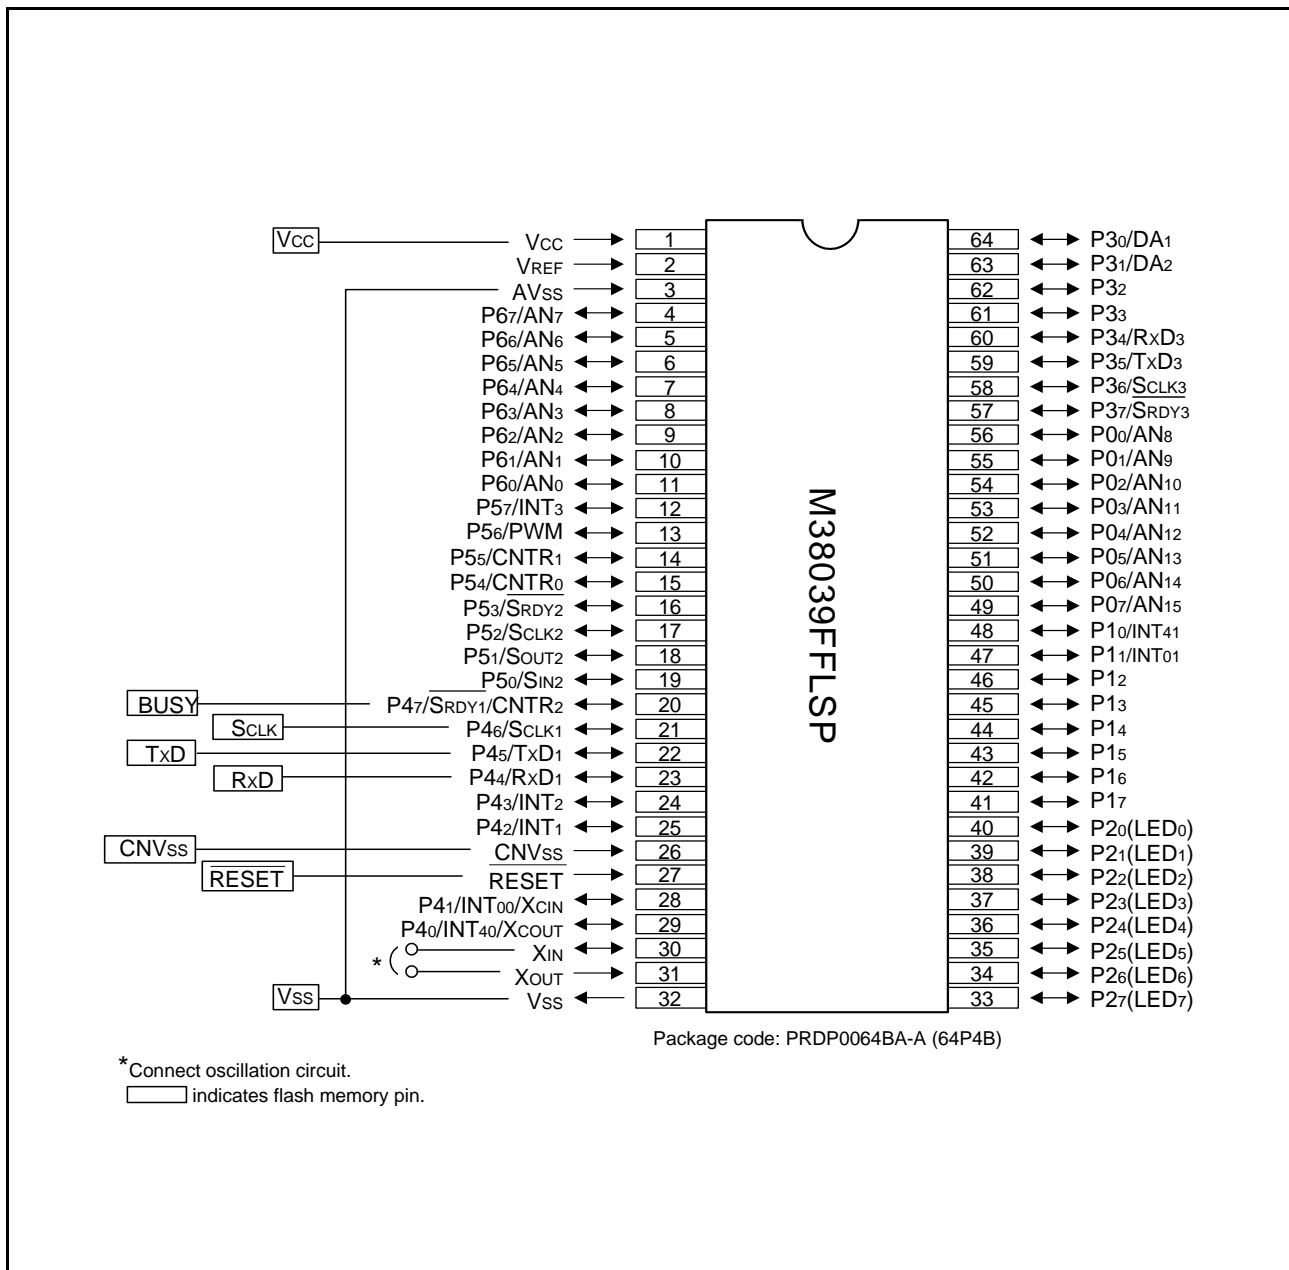 Vcc Vcc 1 64 P30/DA1
VREF 2 63 P31/DA2
AVss 3 62 P32
P67/AN7 4 61 P33
P66/AN6 5 60 P34/RxD3
P65/AN5 6 59 P35/TxD3
P64/AN4 7 58 P36/SCLK3
P63/AN3 8 57 P37/SRDY3
P62/AN2 9 56 P00/AN8
P61/AN1 10 55 P01/AN9
P60/AN0 11 54 P02/AN10
P57/INT3 12 53 P03/AN11
P56/PWM 13 52 P04/AN12
P55/CNTR1 14 51 P05/AN13
P54/CNTR0 15 50 P06/AN14
P53/SRDY2 16 49 P07/AN15
P52/SCLK2 17 48 P10/INT41
P51/SOUT2 18 47 P11/INT01
P50/SIN2 19 46 P12
BUSY P47/SRDY1/CNTR2 20 45 P13
SCLK P46/SCLK1 21 44 P14
TxD P45/TxD1 22 43 P15
RxD P44/RxD1 23 42 P16
P43/INT2 24 41 P17
P42/INT1 25 40 P20(LED0)
CNVss CNVss 26 39 P21(LED1)
RESET RESET 27 38 P22(LED2)
P41/INT00/XCIN 28 37 P23(LED3)
P40/INT40/XCOUT 29 36 P24(LED4)
* XIN 30 35 P25(LED5)
XOUT 31 34 P26(LED6)
Vss Vss 32 33 P27(LED7)
M38039FFLSP
Package code: PRDP0064BA-A (64P4B)
*Connect oscillation circuit.
indicates flash memory pin.